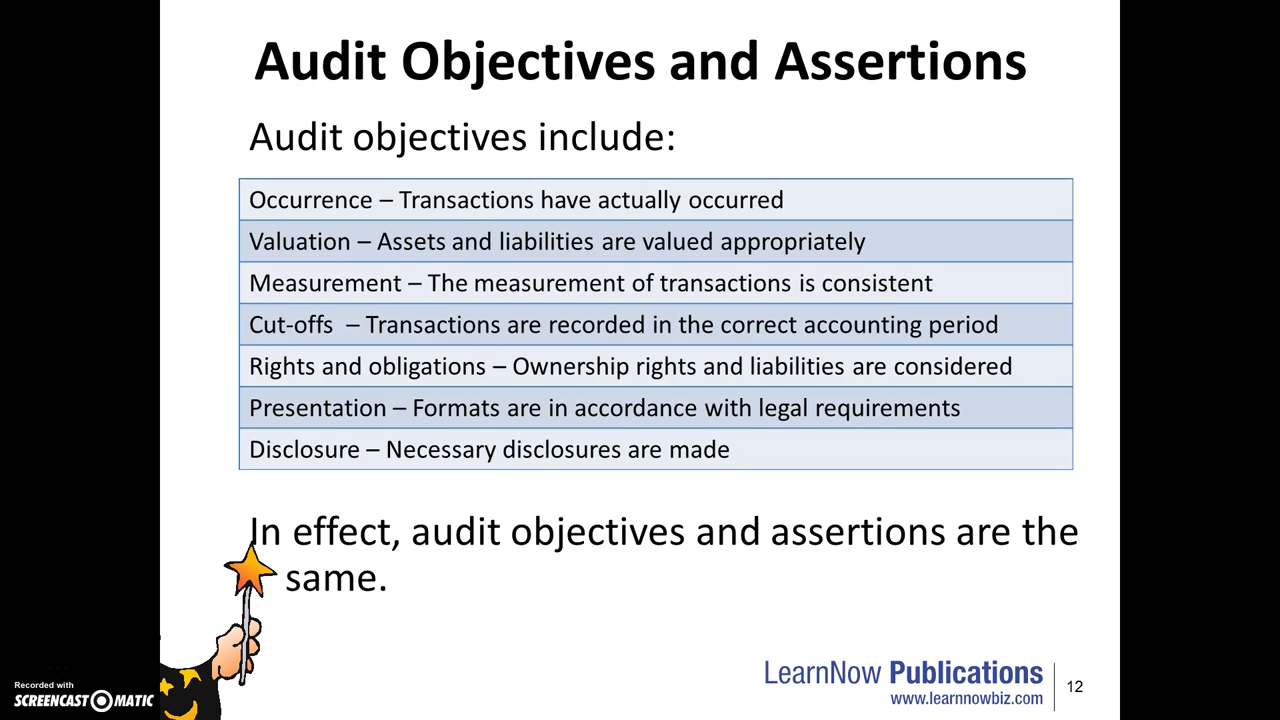 Audit Objectives and Assertions
Audit objectives include:
Occurrence – Transactions have actually occurred
Valuation – Assets and liabilities are valued appropriately
Measurement – The measurement of transactions is consistent
Cut-offs – Transactions are recorded in the correct accounting period
Rights and obligations – Ownership rights and liabilities are considered
Presentation – Formats are in accordance with legal requirements
Disclosure – Necessary disclosures are made
In effect, audit objectives and assertions are the
same.
Recorded with
SCREENCAST-O-MATIC
LearnNow Publications
www.learnnowbiz.com
12